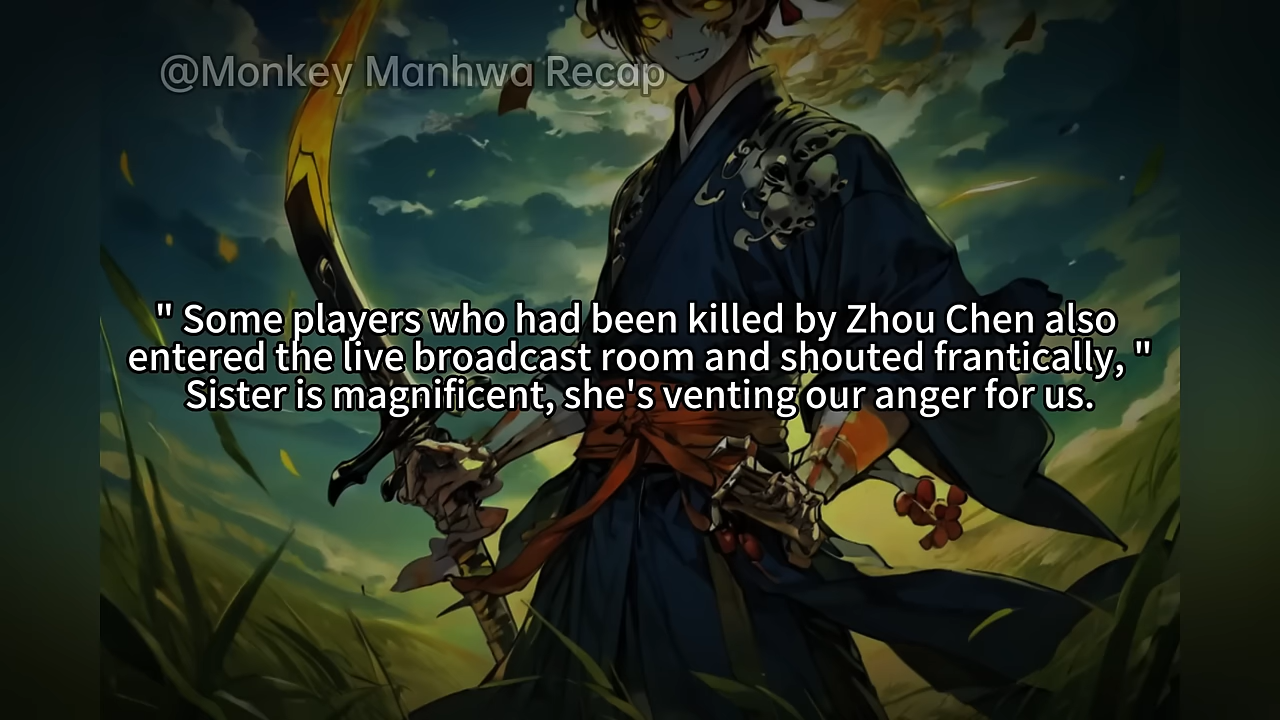 @Monkey Manhwa Recap
" Some players who had been killed by Zhou Chen also
entered the live broadcast room and shouted frantically, "
Sister is magnificent, she's venting our anger for us.